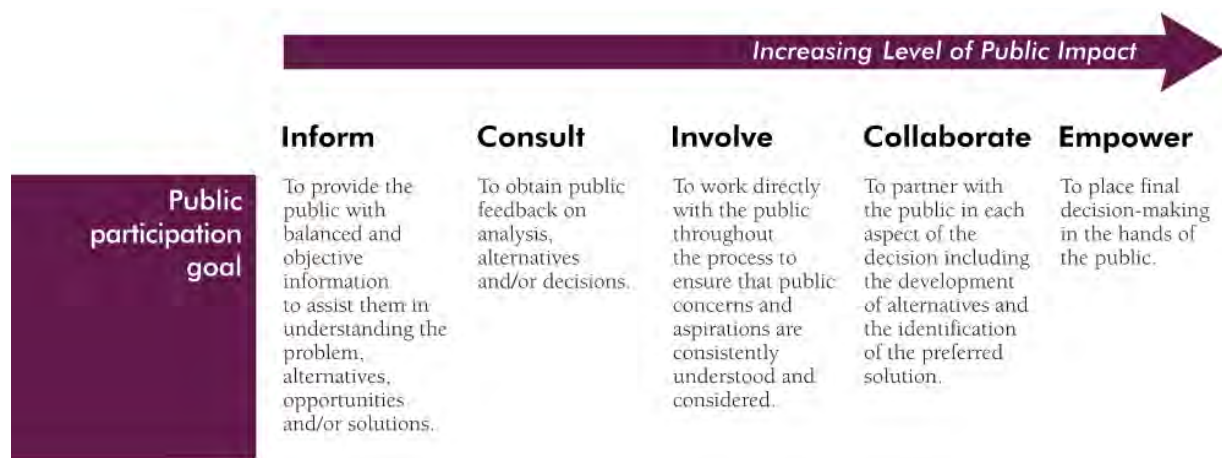 Increasing Level of Public Impact
Public
participation
goal
Inform
To provide the
public with
balanced and
objective
information
to assist them in
understanding the
problem,
alternatives,
opportunities
and/or solutions.
Consult
To obtain public
feedback on
analysis,
alternatives
and/or decisions.
Involve
To work directly
with the public
throughout
the process to
ensure that public
concerns and
aspirations are
consistently
understood and
considered.
Collaborate
To partner with
the public in each
aspect of the
decision including
the development
of alternatives and
the identification
of the preferred
solution.
Empower
To place final
decision-making
in the hands of
the public.